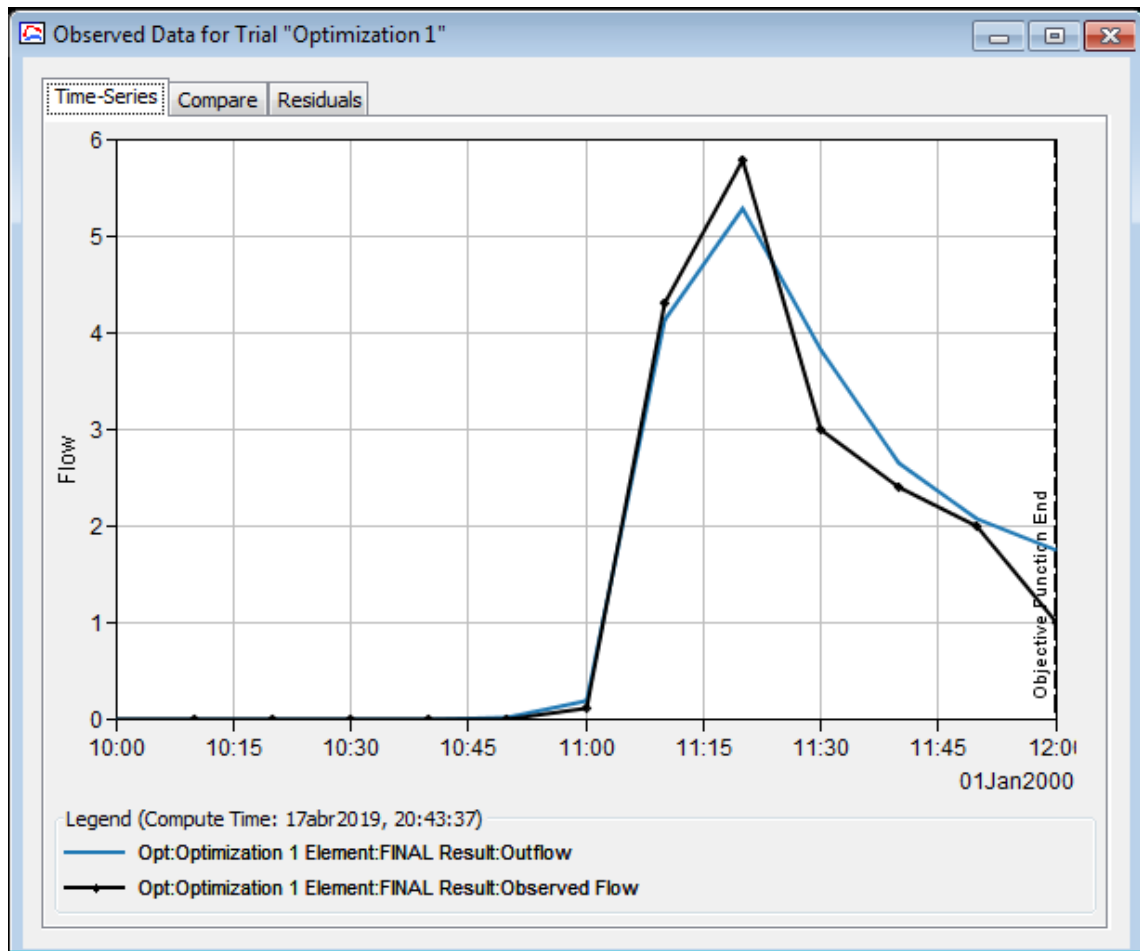 Observed Data for Trial "Optimization 1"
Time-Series Compare Residuals
6
5
4
3
2
1
0
Flow
Objective Function End
10:00 10:15 10:30 10:45 11:00 11:15 11:30 11:45 12:0
01Jan2000
Legend (Compute Time: 17abr2019, 20:43:37)
Opt:Optimization 1 Element:FINAL Result:Outflow
Opt:Optimization 1 Element:FINAL Result:Observed Flow